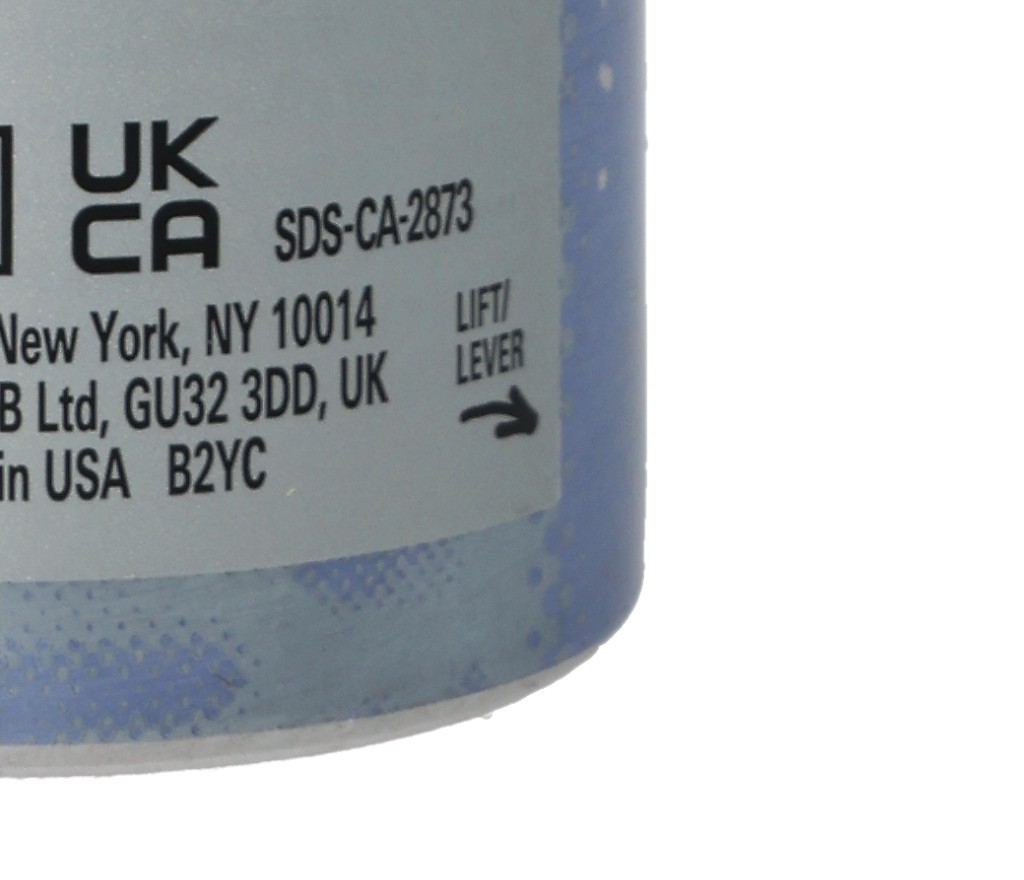 UK
CA
SDS-CA-2873
New York, NY 10014
B Ltd, GU32 3DD, UK
in USA B2YC
LIFT/
LEVER